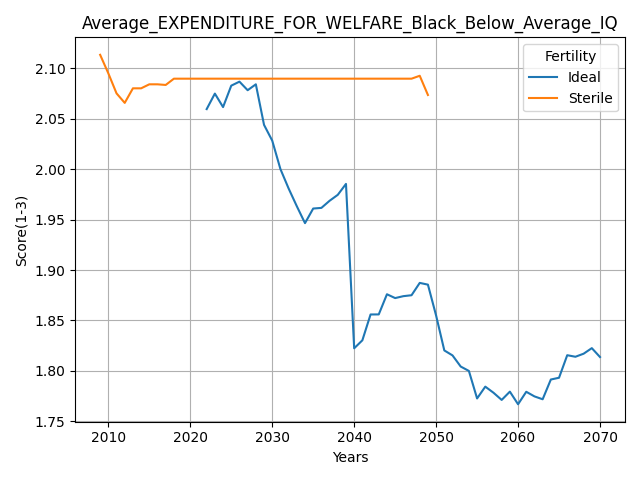 Average_EXPENDITURE_FOR_WELFARE_Black_Below_Average_IQ
Fertility
Ideal
Sterile
Score(1-3)
2.10
2.05
2.00
1.95
1.90
1.85
1.80
1.75
2010 2020 2030 2040 2050 2060 2070
Years